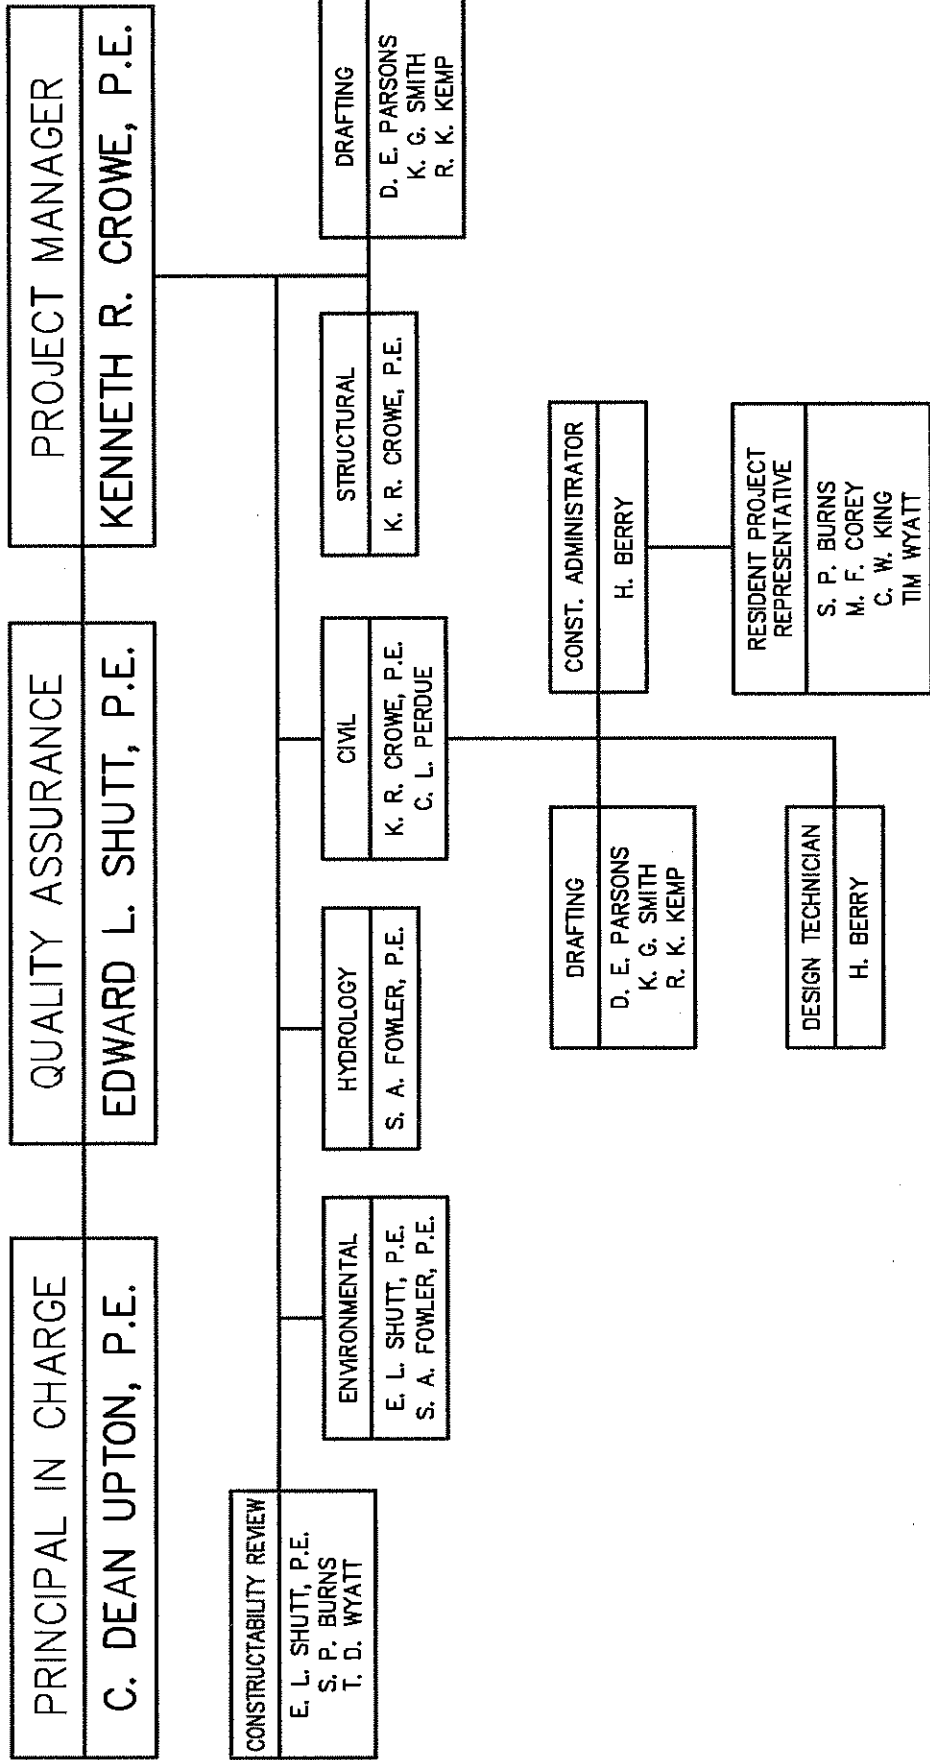 PRINCIPAL IN CHARGE
C. DEAN UPTON, P.E.
QUALITY ASSURANCE
EDWARD L. SHUTT, P.E.
PROJECT MANAGER
KENNETH R. CROWE, P.E.
CONSTRUCTABILITY REVIEW
E. L. SHUTT, P.E.
S. P. BURNS
T. D. WYATT
ENVIRONMENTAL
E. L. SHUTT, P.E.
S. A. FOWLER, P.E.
HYDROLOGY
S. A. FOWLER, P.E.
CIVIL
K. R. CROWE, P.E.
C. L. PERDUE
STRUCTURAL
K. R. CROWE, P.E.
DRAFTING
D. E. PARSONS
K. G. SMITH
R. K. KEMP
DRAFTING
D. E. PARSONS
K. G. SMITH
R. K. KEMP
CONST. ADMINISTRATOR
H. BERRY
DESIGN TECHNICIAN
H. BERRY
RESIDENT PROJECT
REPRESENTATIVE
S. P. BURNS
M. F. COREY
C. W. KING
TIM WYATT